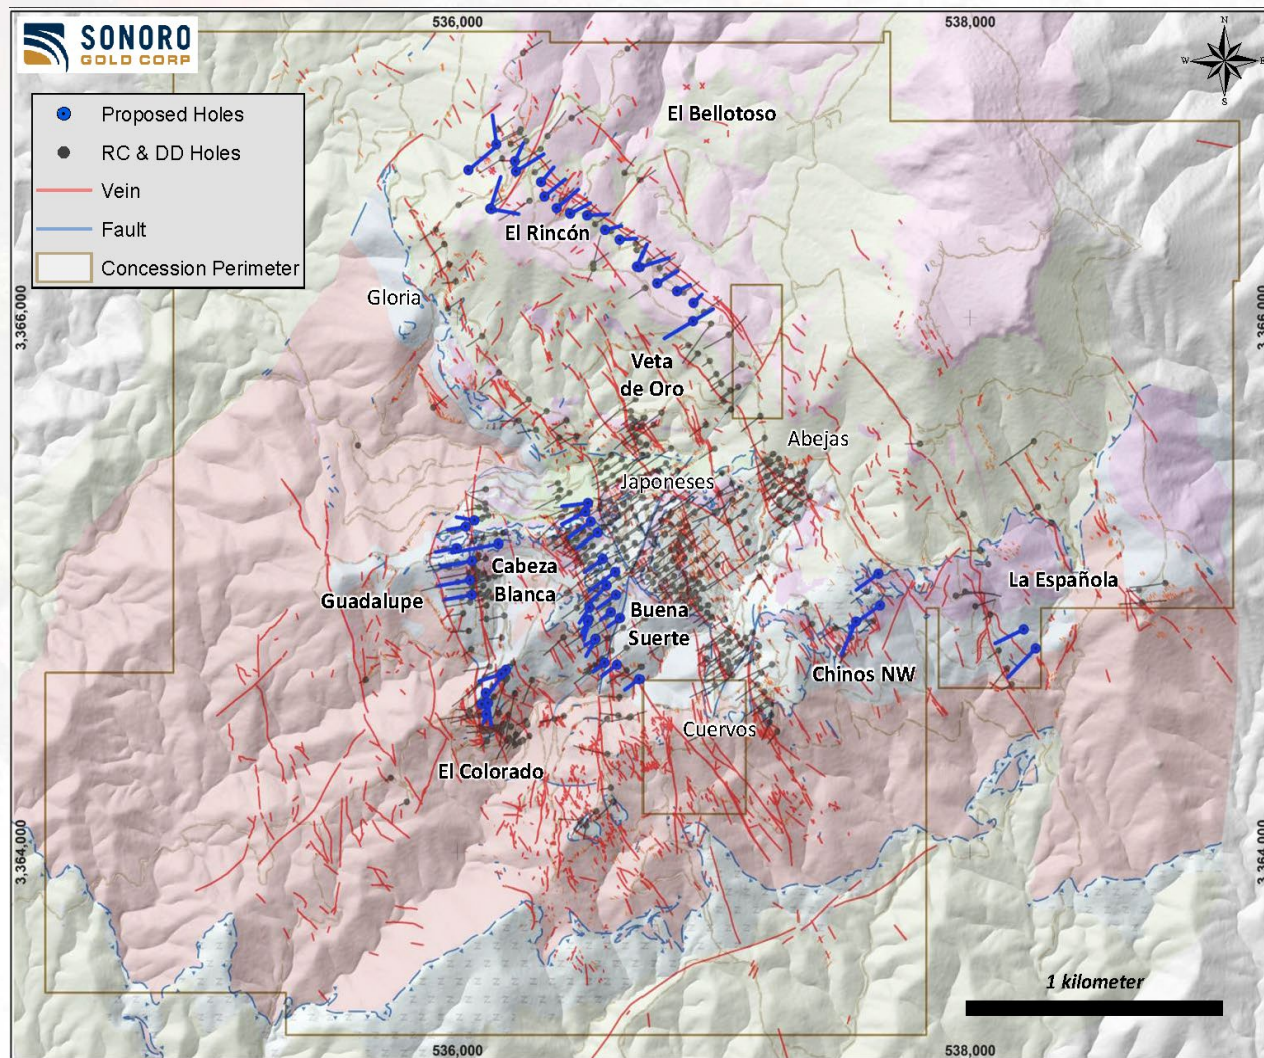 536,000
538,000
SONORO
GOLD CORP
N
W
E
S
Proposed Holes
RC & DD Holes
Vein
Fault
Concession Perimeter
El Bellotoso
El Rincón
Gloria
3,366,000
3,366,000
Veta
de Oro
Abejas
Japoneses
Cabeza
Blanca
Guadalupe
Buena
Suerte
La Española
Chinos NW
Cuervos
El Colorado
3,364,000
3,364,000
1 kilometer
536,000
538,000